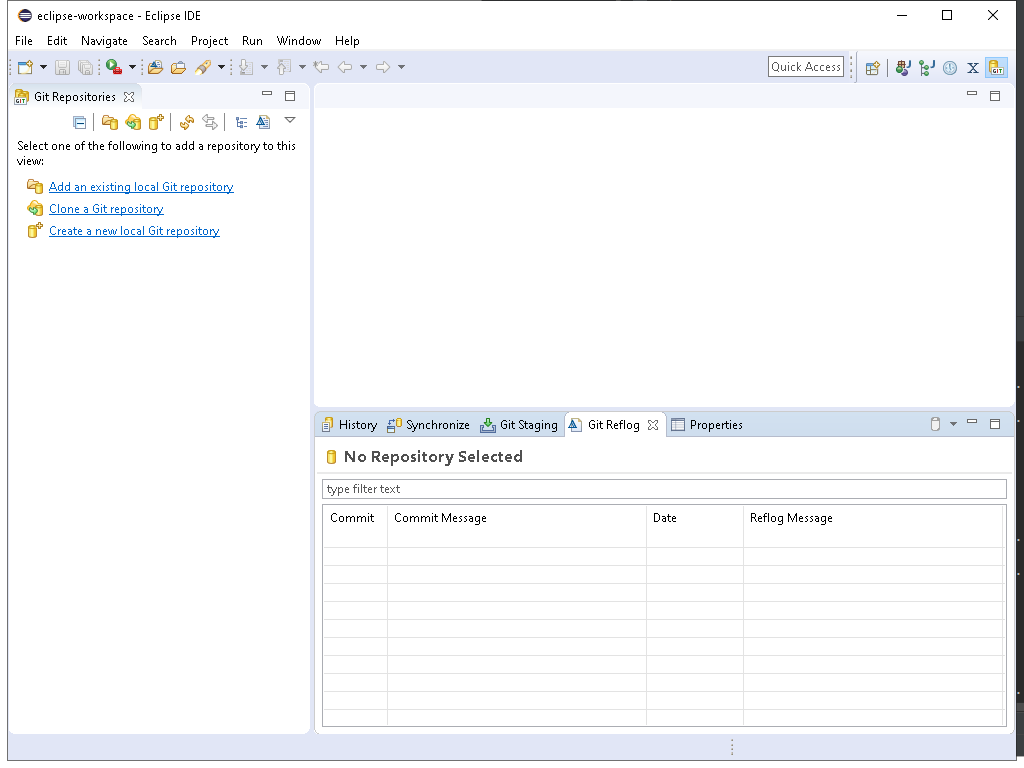 eclipse-workspace - Eclipse IDE
File Edit Navigate Search Project Run Window Help
Quick Access
Git Repositories
Select one of the following to add a repository to this
view:
Add an existing local Git repository
Clone a Git repository
Create a new local Git repository
History Synchronize Git Staging Git Reflog Properties
No Repository Selected
type filter text
Commit Commit Message Date Reflog Message